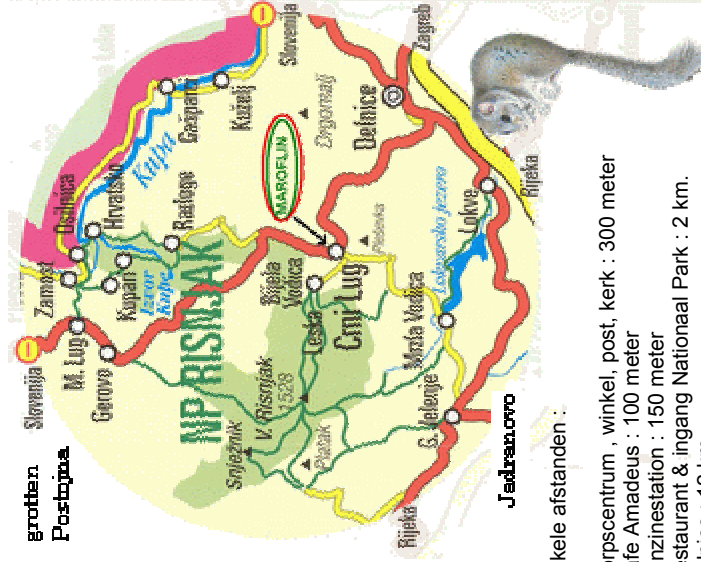 grotten
Postojna
Slovenija
Zamost
Osilnica
M. Lug
Hrvatsko
Gerovo
Kupari
Izvor
Kupe
Kupa
Razloge
Gašparci
Kuželj
Slovenija
NP RISNJAK
Snježnik
V. Risnjak
1528
Platak
Bijela
Vodica
Leska
Crni Lug
MAROFLIN
Drgomalj
Delnice
Zagreb
Mrzla Vodica
Lokvarsko jezero
Lokve
G. Jelenje
Rijeka
Rijeka
Jadranovo
kele afstanden :
orpscentrum , winkel, post, kerk : 300 meter
fe Amadeus : 100 meter
nzinestation : 150 meter
estaurant & ingang Nationaal Park : 2 km.